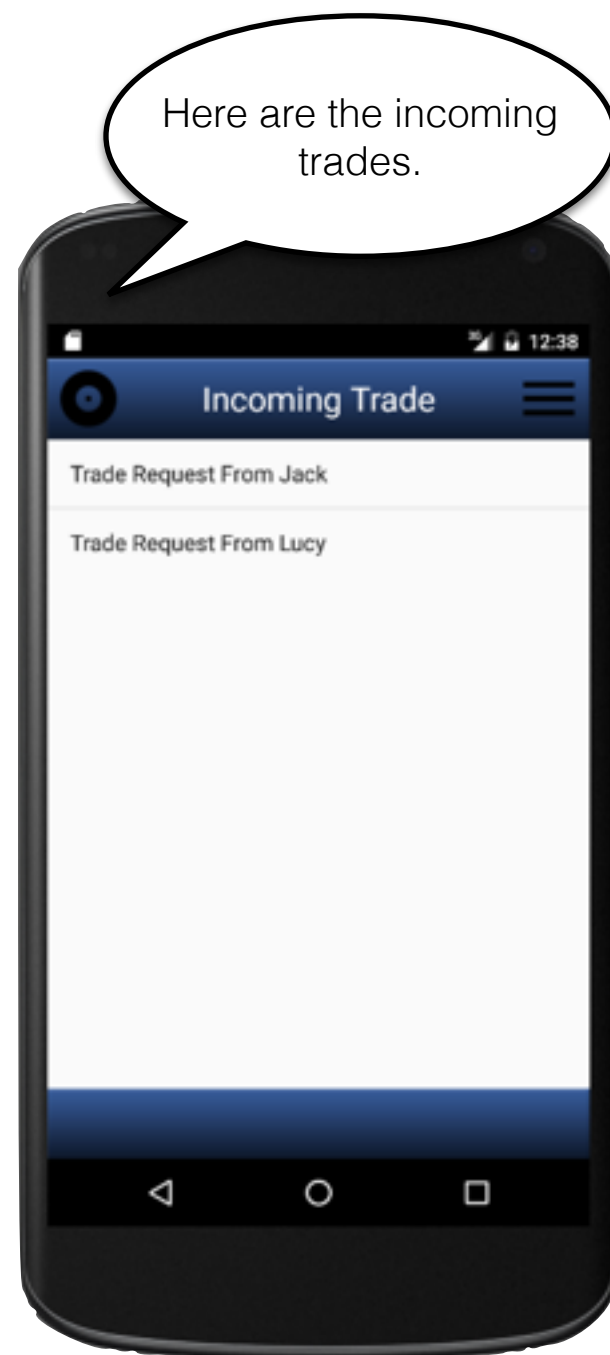 Here are the incoming
trades.
12:38
Incoming Trade
Trade Request From Jack
Trade Request From Lucy